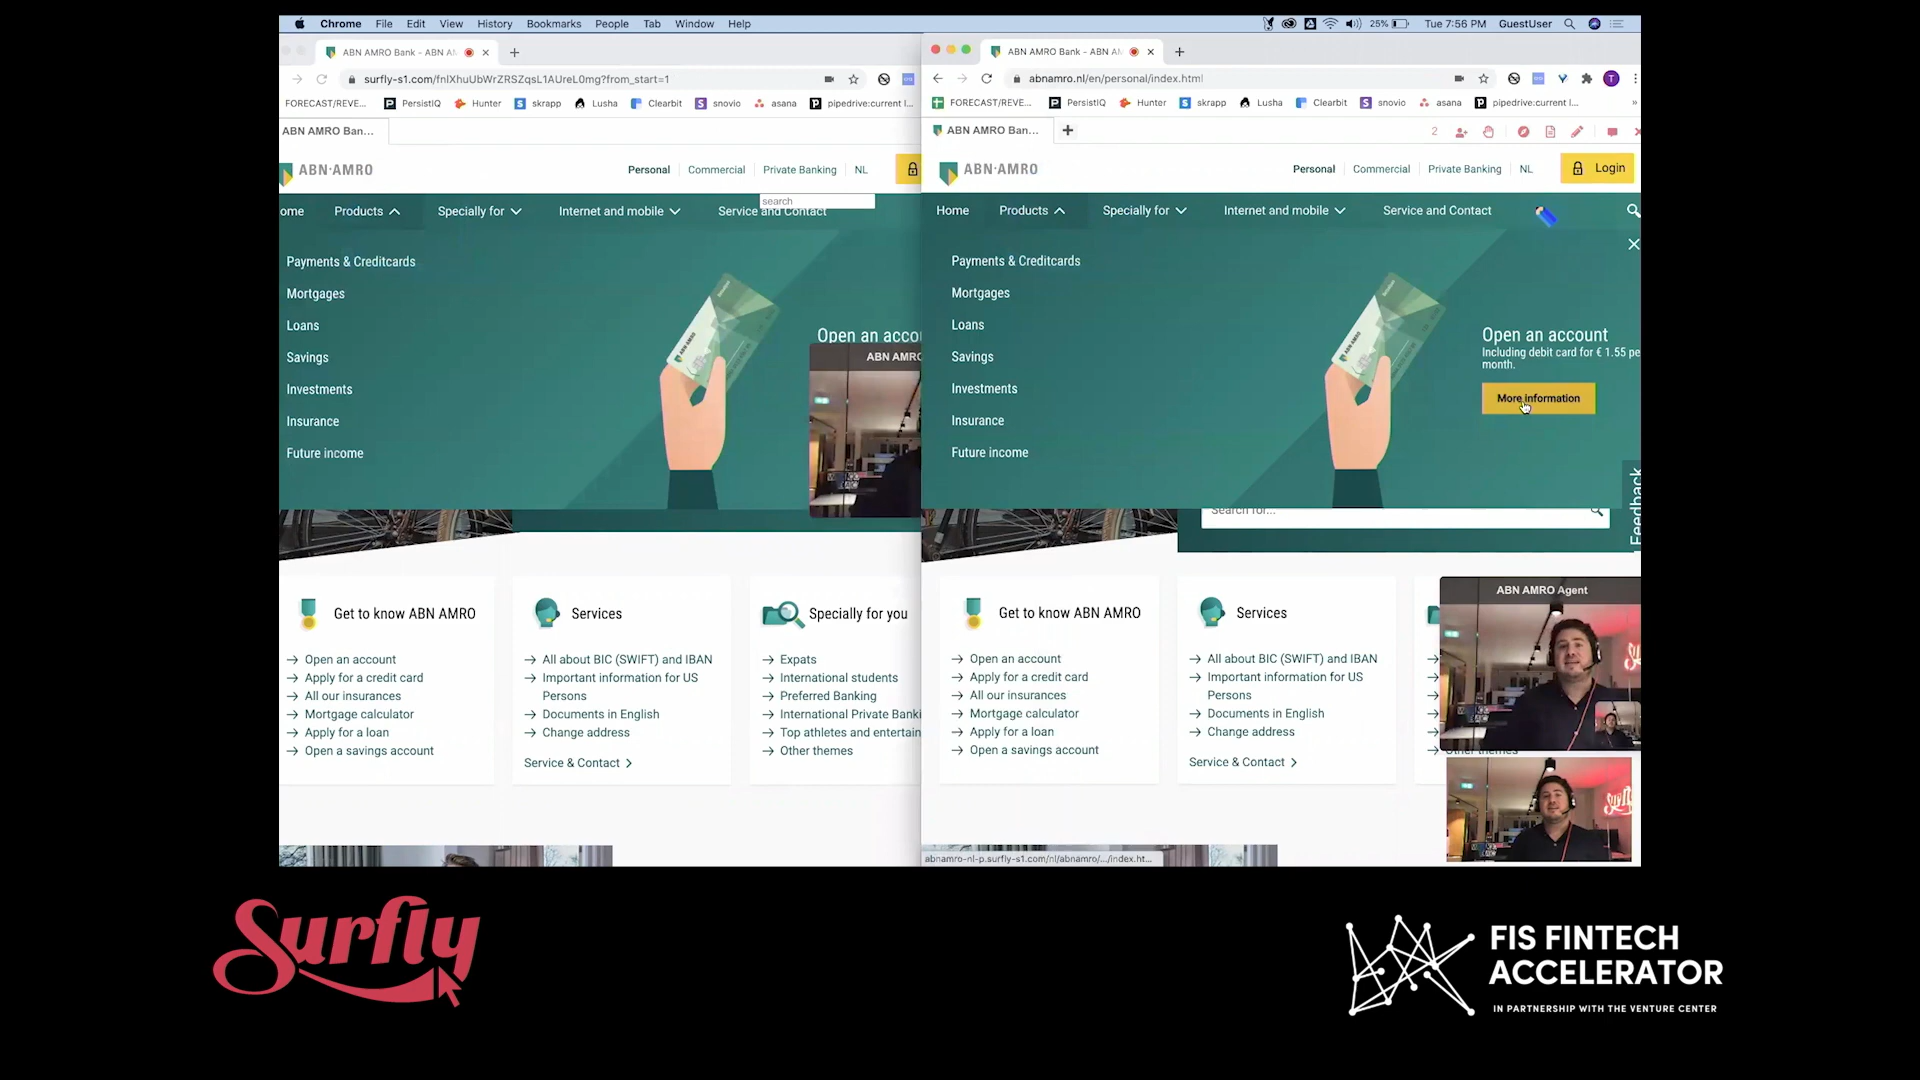 Chrome File Edit View History Bookmarks People Tab Window Help
25% Tue 7:56 PM GuestUser
ABN AMRO Bank - ABN A
surfly-s1.com/fnIXhuUbWrZRSZqsL1AUreL0mg?from_start=1
FORECAST/REVE... PersistIQ Hunter skrapp Lusha Clearbit snovio asana pipedrive:current l...
ABN AMRO Ban...
ABN·AMRO
Personal Commercial Private Banking NL
search
ome Products Specially for Internet and mobile Service and Contact
Payments & Creditcards
Mortgages
Loans
Savings
Investments
Insurance
Future income
Open an accou
ABN AMRO
Get to know ABN AMRO
Open an account
Apply for a credit card
All our insurances
Mortgage calculator
Apply for a loan
Open a savings account
Services
All about BIC (SWIFT) and IBAN
Important information for US
Persons
Documents in English
Change address
Service & Contact
Specially for you
Expats
International students
Preferred Banking
International Private Banki
Top athletes and entertain
Other themes
ABN AMRO Bank - ABN A
abnamro.nl/en/personal/index.html
T
FORECAST/REVE... PersistIQ Hunter skrapp Lusha Clearbit snovio asana pipedrive:current l... »
ABN AMRO Ban...
2
ABN·AMRO
Personal Commercial Private Banking NL
Login
Home Products Specially for Internet and mobile Service and Contact
Payments & Creditcards
Mortgages
Loans
Savings
Investments
Insurance
Future income
Open an account
Including debit card for € 1.55 pe
month.
More information
Feedback
Search for...
Get to know ABN AMRO
Open an account
Apply for a credit card
All our insurances
Mortgage calculator
Apply for a loan
Open a savings account
Services
All about BIC (SWIFT) and IBAN
Important information for US
Persons
Documents in English
Change address
Service & Contact
Other themes
ABN AMRO Agent
abnamro-nl-p.surfly-s1.com/nl/abnamro/.../index.ht...
Surfly
FIS FINTECH
ACCELERATOR
IN PARTNERSHIP WITH THE VENTURE CENTER